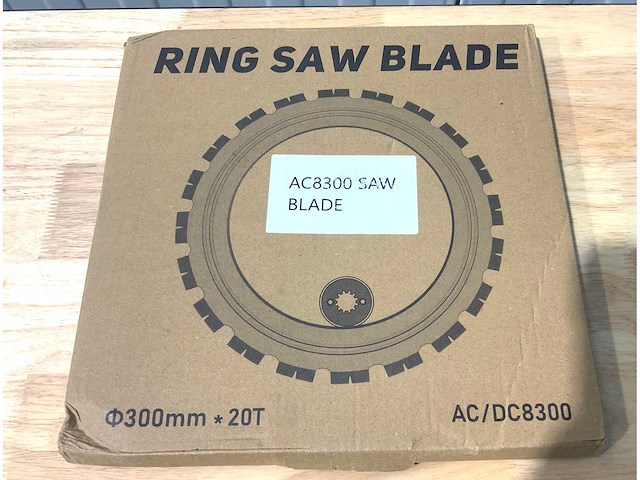 RING SAW BLADE
AC8300 SAW
BLADE
Φ300mm * 20T
AC/DC8300